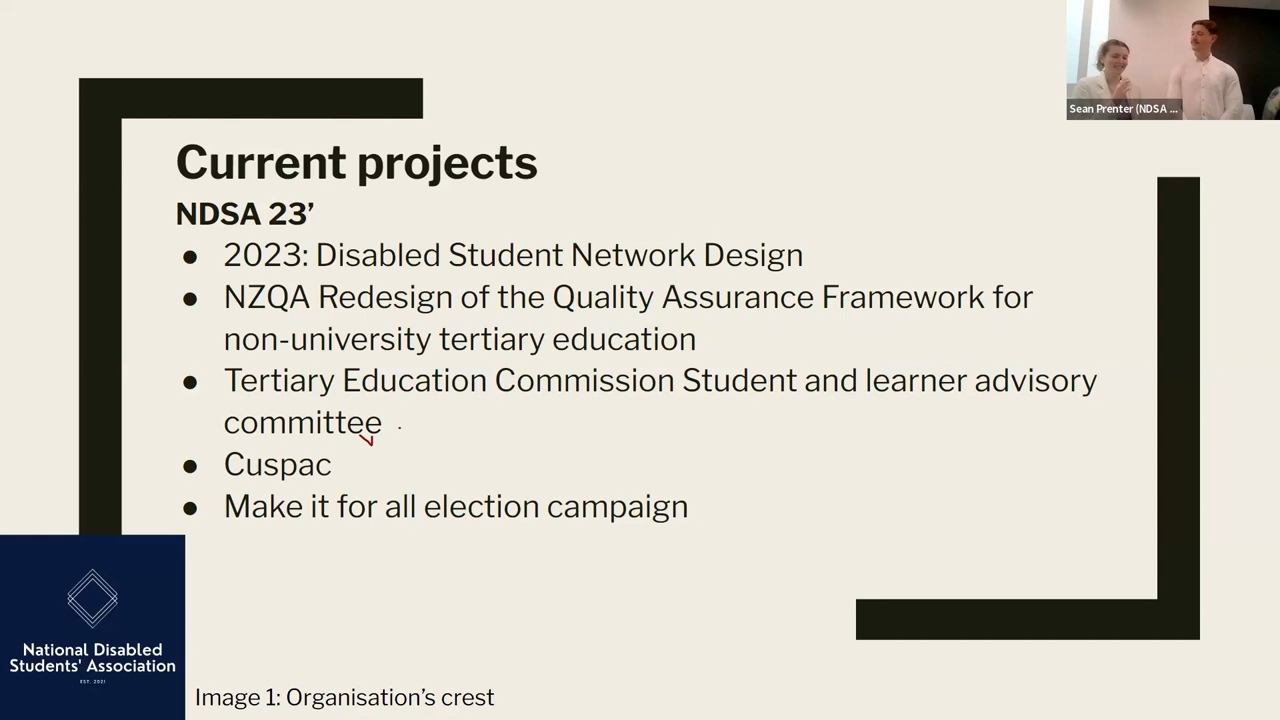 Sean Prenter (NDSA ...
Current projects
NDSA 23’
● 2023: Disabled Student Network Design
● NZQA Redesign of the Quality Assurance Framework for
non-university tertiary education
● Tertiary Education Commission Student and learner advisory
committee
● Cuspac
● Make it for all election campaign
National Disabled
Students' Association
EST. 2021
Image 1: Organisation’s crest